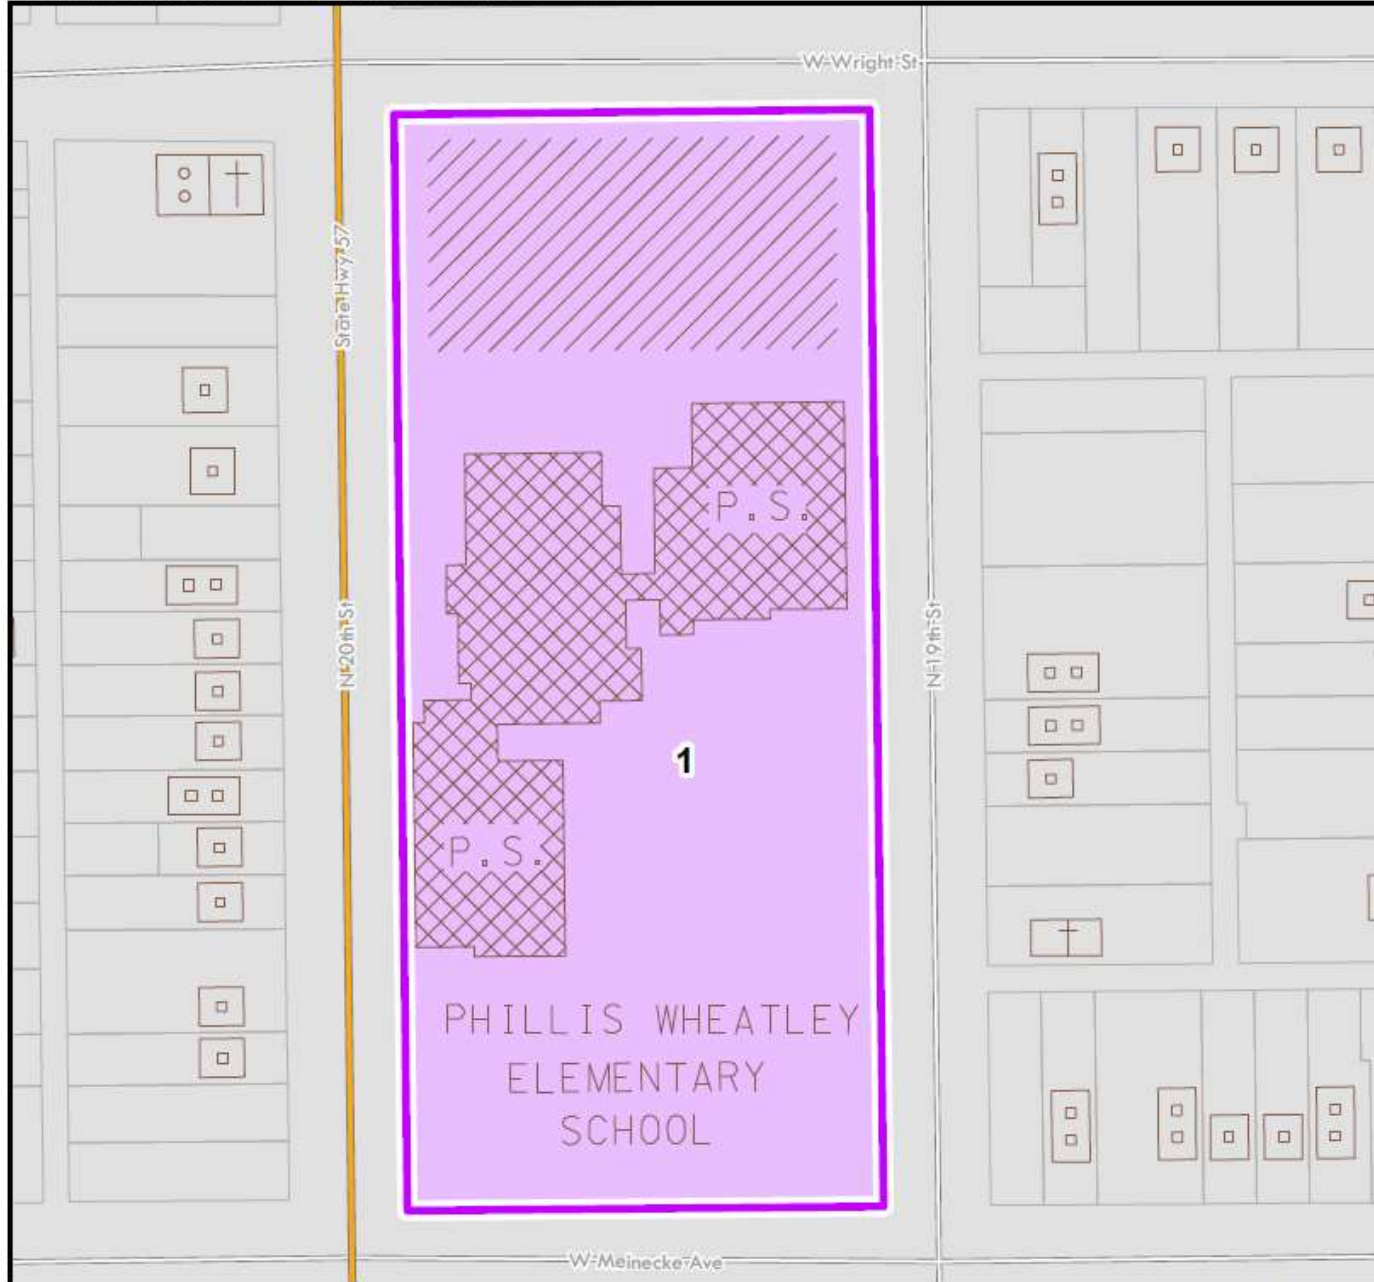 W Wright St
State Hwy 57
P.S.
N 20th St
N 19th St
1
P.S.
PHILLIS WHEATLEY
ELEMENTARY
SCHOOL
W Meinecke Ave